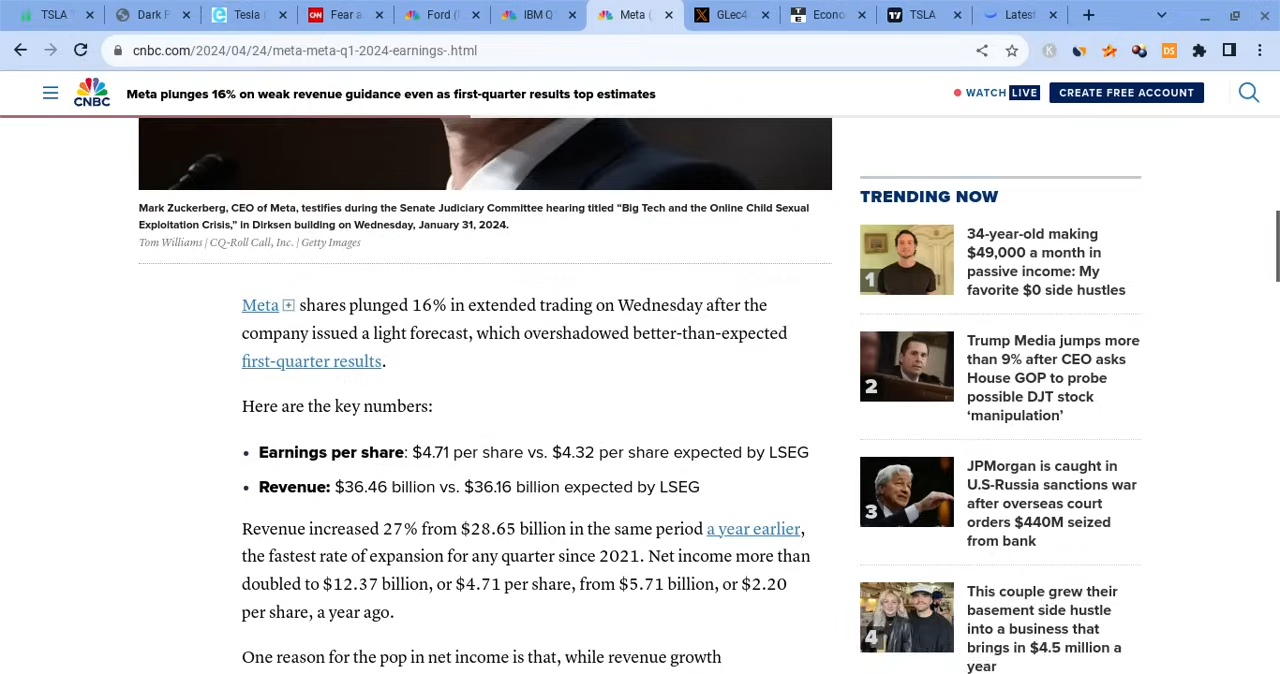 TSLA
Dark P
Tesla
CNN
Fear a
Ford (
IBM Q
Meta (
GLec4
Econo
TSLA
Latest
cnbc.com/2024/04/24/meta-meta-q1-2024-earnings-.html
K
DS
CNBC
Meta plunges 16% on weak revenue guidance even as first-quarter results top estimates
WATCH LIVE
CREATE FREE ACCOUNT
Mark Zuckerberg, CEO of Meta, testifies during the Senate Judiciary Committee hearing titled “Big Tech and the Online Child Sexual
Exploitation Crisis,” in Dirksen building on Wednesday, January 31, 2024.
Tom Williams | CQ-Roll Call, Inc. | Getty Images
Meta shares plunged 16% in extended trading on Wednesday after the
company issued a light forecast, which overshadowed better-than-expected
first-quarter results.
Here are the key numbers:
• Earnings per share: $4.71 per share vs. $4.32 per share expected by LSEG
• Revenue: $36.46 billion vs. $36.16 billion expected by LSEG
Revenue increased 27% from $28.65 billion in the same period a year earlier,
the fastest rate of expansion for any quarter since 2021. Net income more than
doubled to $12.37 billion, or $4.71 per share, from $5.71 billion, or $2.20
per share, a year ago.
One reason for the pop in net income is that, while revenue growth
TRENDING NOW
1
34-year-old making
$49,000 a month in
passive income: My
favorite $0 side hustles
2
Trump Media jumps more
than 9% after CEO asks
House GOP to probe
possible DJT stock
‘manipulation’
3
JPMorgan is caught in
U.S-Russia sanctions war
after overseas court
orders $440M seized
from bank
4
This couple grew their
basement side hustle
into a business that
brings in $4.5 million a
year